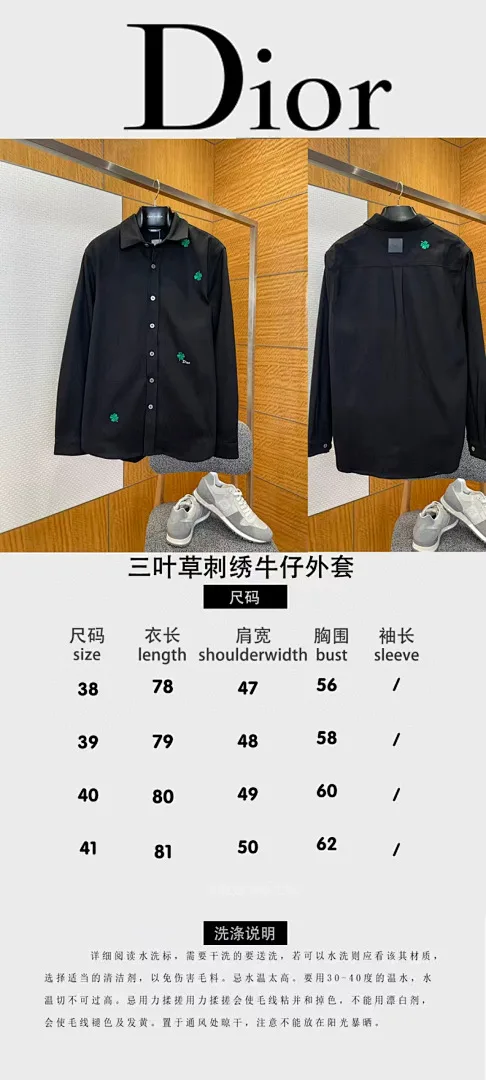 Dior
三叶草刺绣牛仔外套
尺码
尺码 衣长 肩宽 胸围 袖长
size length shoulderwidth bust sleeve
38 78 47 56 /
39 79 48 58 /
40 80 49 60 /
41 81 50 62 /
洗涤说明
详细阅读水洗标，需要干洗的要送洗，若可以水洗则应看该其材质，
选择适当的清洁剂，以免伤害毛料。忌水温太高。要用30-40度的温水，水
温切不可过高。忌用力揉搓用力揉搓会使毛线粘并和掉色，不能用漂白剂，
会使毛线褪色及发黄。置于通风处晾干，注意不能放在阳光暴晒。